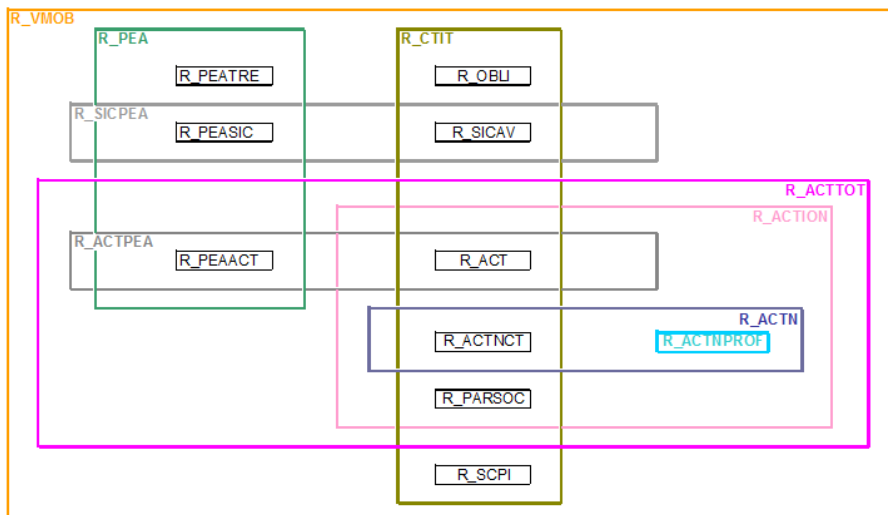 R_VMOB
R_PEA
R_CTIT
R_PEATRE
R_OBLI
R_SICPEA
R_PEASIC
R_SICAV
R_ACTTOT
R_ACTION
R_ACTPEA
R_PEAACT
R_ACT
R_ACTN
R_ACTNCT
R_ACTNPROF
R_PARSOC
R_SCPI